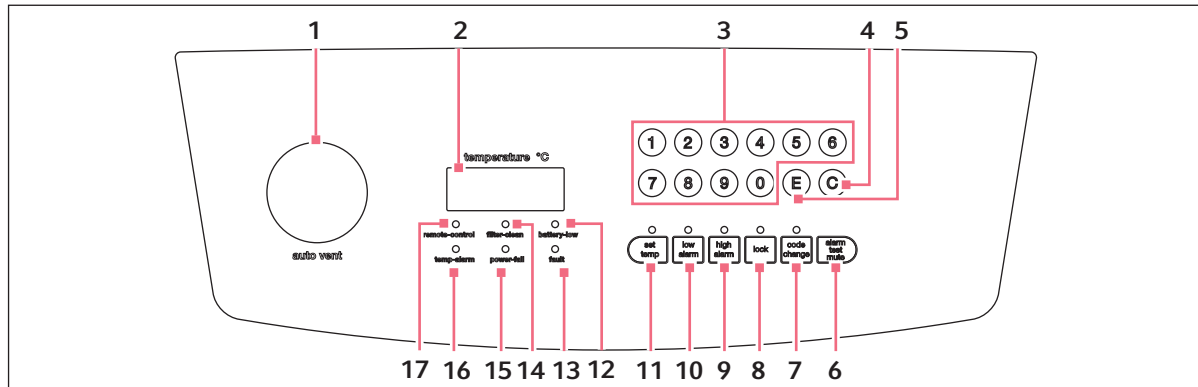 1 2 3 4 5
temperature °C
1 2 3 4 5 6
7 8 9 0 E C
remote-control filter-clean battery-low
temp-alarm power-fail fault
auto vent
set temp
low alarm
high alarm
lock
code change
alarm test mute
17 16 15 14 13 12 11 10 9 8 7 6